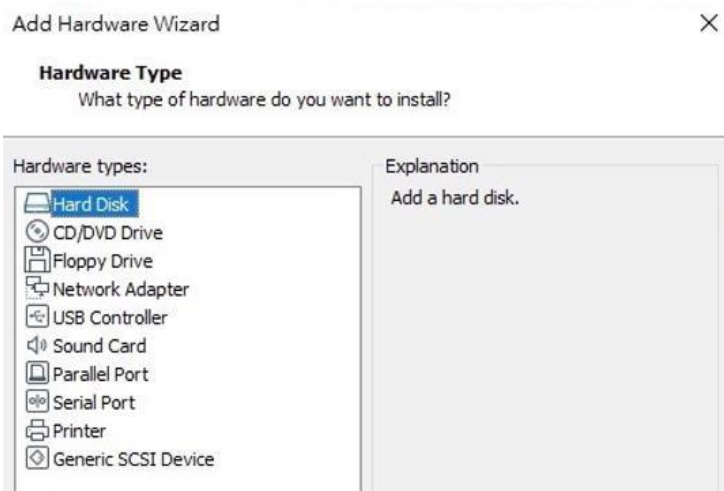 Add Hardware Wizard
Hardware Type
What type of hardware do you want to install?
Hardware types:
Hard Disk
CD/DVD Drive
Floppy Drive
Network Adapter
USB Controller
Sound Card
Parallel Port
Serial Port
Printer
Generic SCSI Device
Explanation
Add a hard disk.